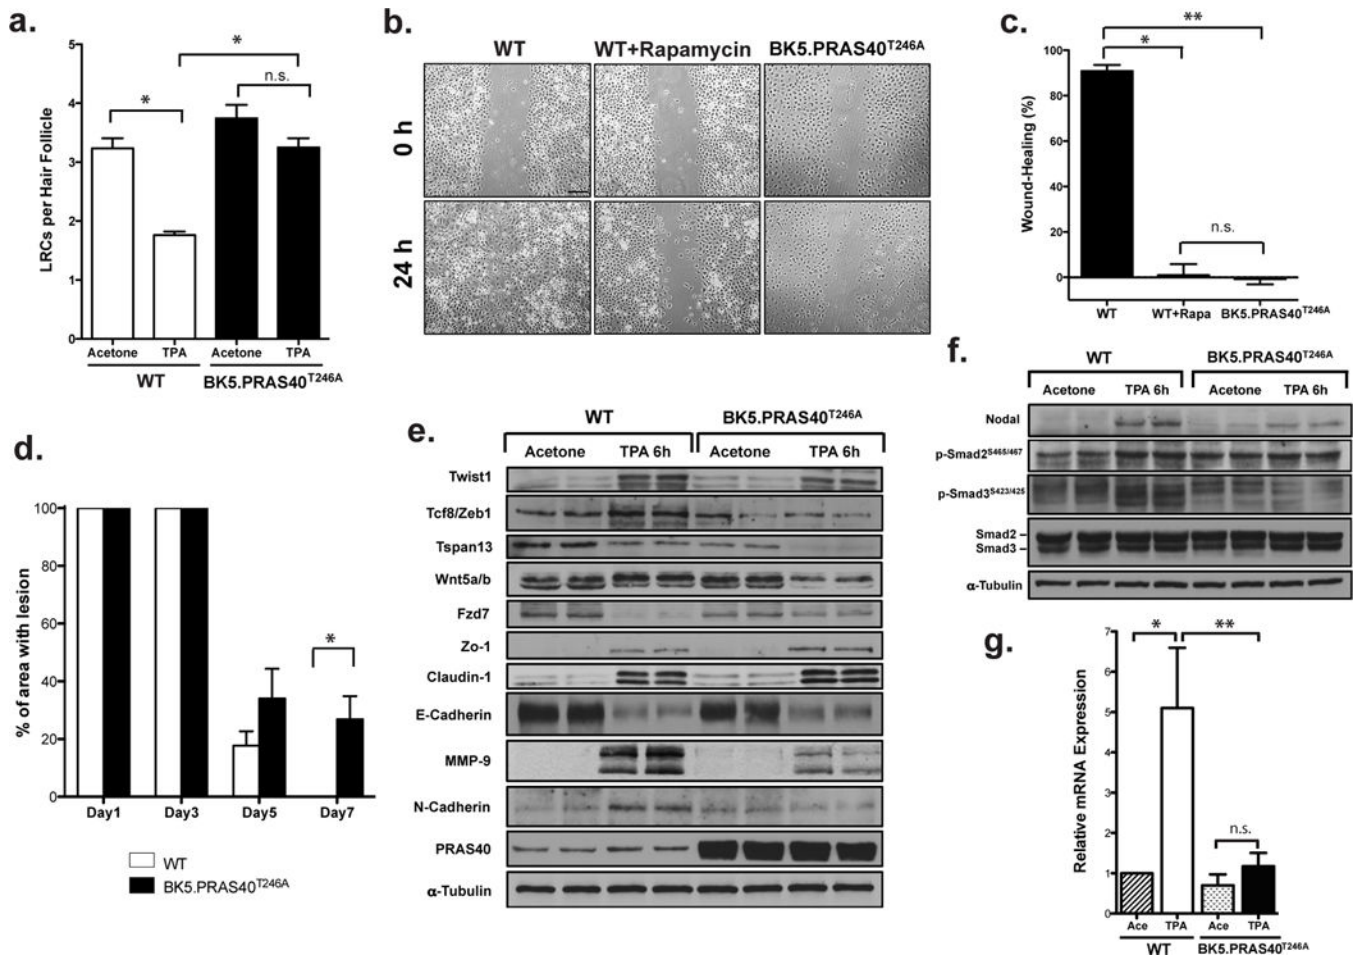 a.
LRCs per Hair Follicle
5
4
3
2
1
0
*
*
n.s.
Acetone TPA Acetone TPA
WT BK5.PRAS40T246A
b.
WT WT+Rapamycin BK5.PRAS40T246A
0 h
24 h
c.
Wound-Healing (%)
100
80
60
40
20
0
**
*
n.s.
WT WT+Rapa BK5.PRAS40T246A
d.
% of area with lesion
100
80
60
40
20
0
*
Day1 Day3 Day5 Day7
WT
BK5.PRAS40T246A
e.
WT BK5.PRAS40T246A
Acetone TPA 6h Acetone TPA 6h
Twist1
Tcf8/Zeb1
Tspan13
Wnt5a/b
Fzd7
Zo-1
Claudin-1
E-Cadherin
MMP-9
N-Cadherin
PRAS40
α-Tubulin
f.
WT BK5.PRAS40T246A
Acetone TPA 6h Acetone TPA 6h
Nodal
p-Smad2S465/467
p-Smad3S423/425
Smad2
Smad3
α-Tubulin
g.
Relative mRNA Expression
7
6
5
4
3
2
1
0
*
**
n.s.
Ace TPA Ace TPA
WT BK5.PRAS40T246A